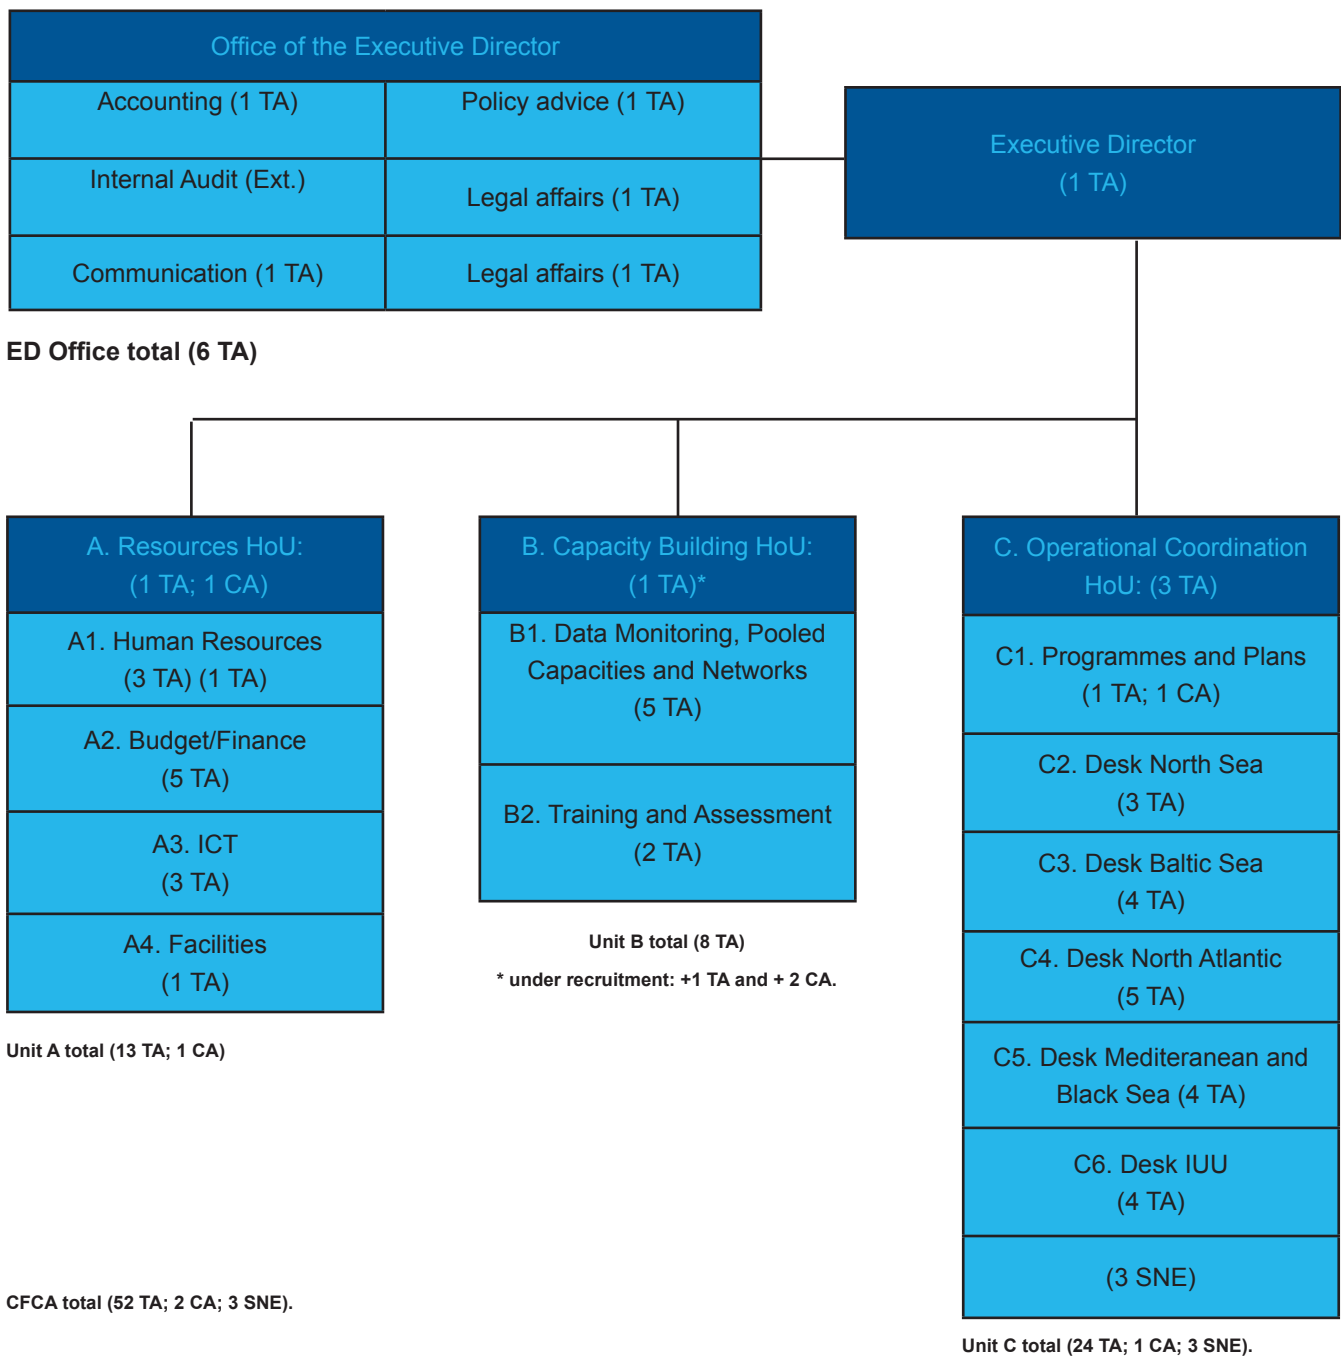 Office of the Executive Director
Accounting (1 TA)
Policy advice (1 TA)
Internal Audit (Ext.)
Legal affairs (1 TA)
Communication (1 TA)
Legal affairs (1 TA)
ED Office total (6 TA)
Executive Director
(1 TA)
A. Resources HoU:
(1 TA; 1 CA)
A1. Human Resources
(3 TA) (1 TA)
A2. Budget/Finance
(5 TA)
A3. ICT
(3 TA)
A4. Facilities
(1 TA)
Unit A total (13 TA; 1 CA)
B. Capacity Building HoU:
(1 TA)*
B1. Data Monitoring, Pooled
Capacities and Networks
(5 TA)
B2. Training and Assessment
(2 TA)
Unit B total (8 TA)
* under recruitment: +1 TA and + 2 CA.
C. Operational Coordination
HoU: (3 TA)
C1. Programmes and Plans
(1 TA; 1 CA)
C2. Desk North Sea
(3 TA)
C3. Desk Baltic Sea
(4 TA)
C4. Desk North Atlantic
(5 TA)
C5. Desk Mediteranean and
Black Sea (4 TA)
C6. Desk IUU
(4 TA)
(3 SNE)
Unit C total (24 TA; 1 CA; 3 SNE).
CFCA total (52 TA; 2 CA; 3 SNE).